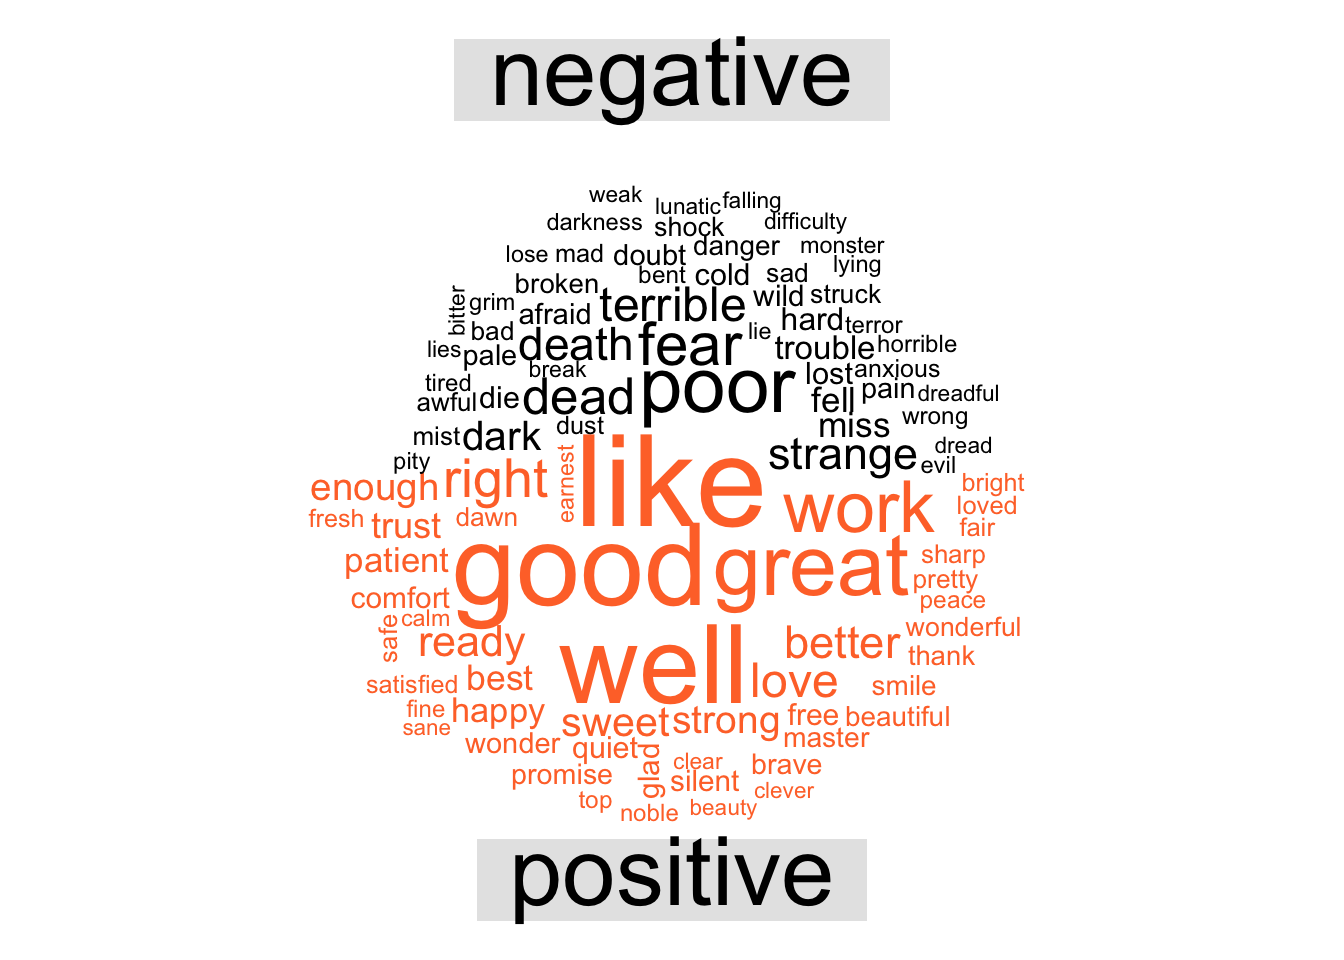 negative
weak
lunatic falling
darkness shock difficulty
lose mad doubt danger monster
bent cold sad lying
broken terrible wild struck
bitter grim afraid hard terror
bad death fear lie trouble horrible
lies pale break lost anxious
tired die dead poor fell pain dreadful
awful dust miss wrong
mist dark strange dread
pity evil
enough right earnest like work bright
fresh trust dawn loved
fair
patient good great sharp
pretty
comfort peace
safe calm ready well better wonderful
thank
satisfied best love smile
fine happy sweet strong free beautiful
sane wonder quiet master
promise glad clear silent brave
top noble beauty clever
positive